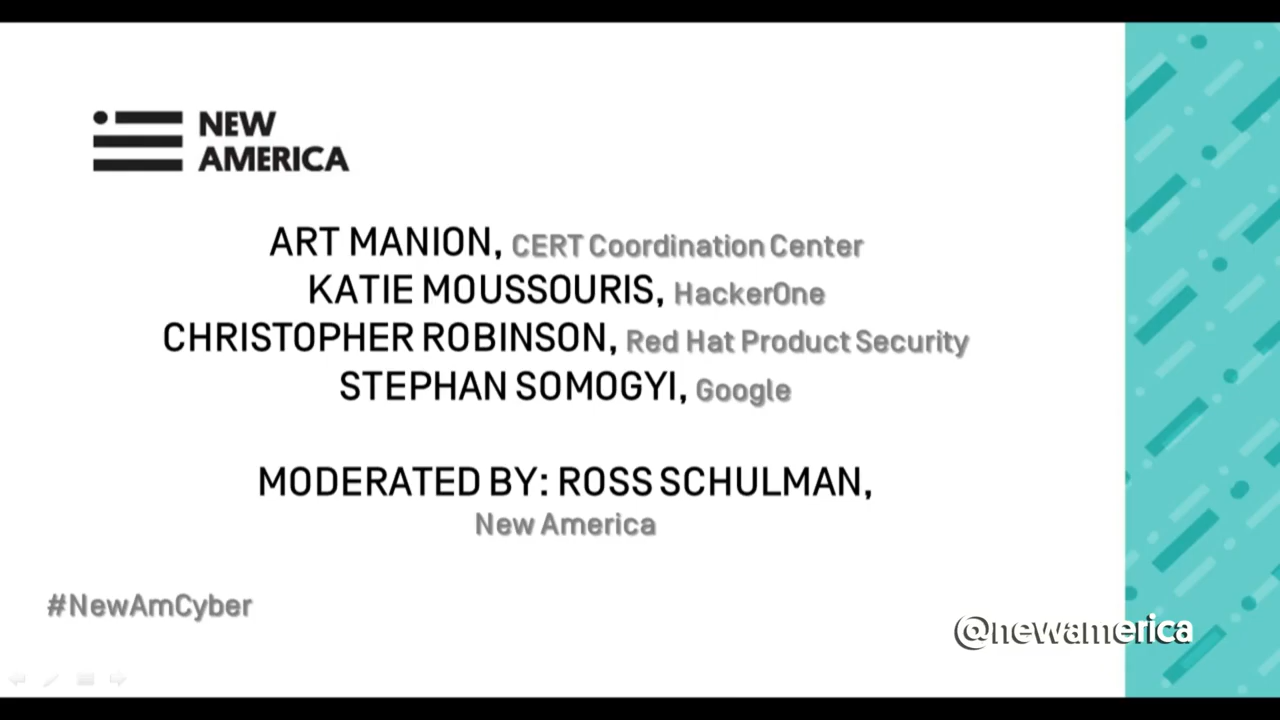 NEW
AMERICA
ART MANION, CERT Coordination Center
KATIE MOUSSOURIS, HackerOne
CHRISTOPHER ROBINSON, Red Hat Product Security
STEPHAN SOMOGYI, Google
MODERATED BY: ROSS SCHULMAN,
New America
#NewAmCyber
@newamerica